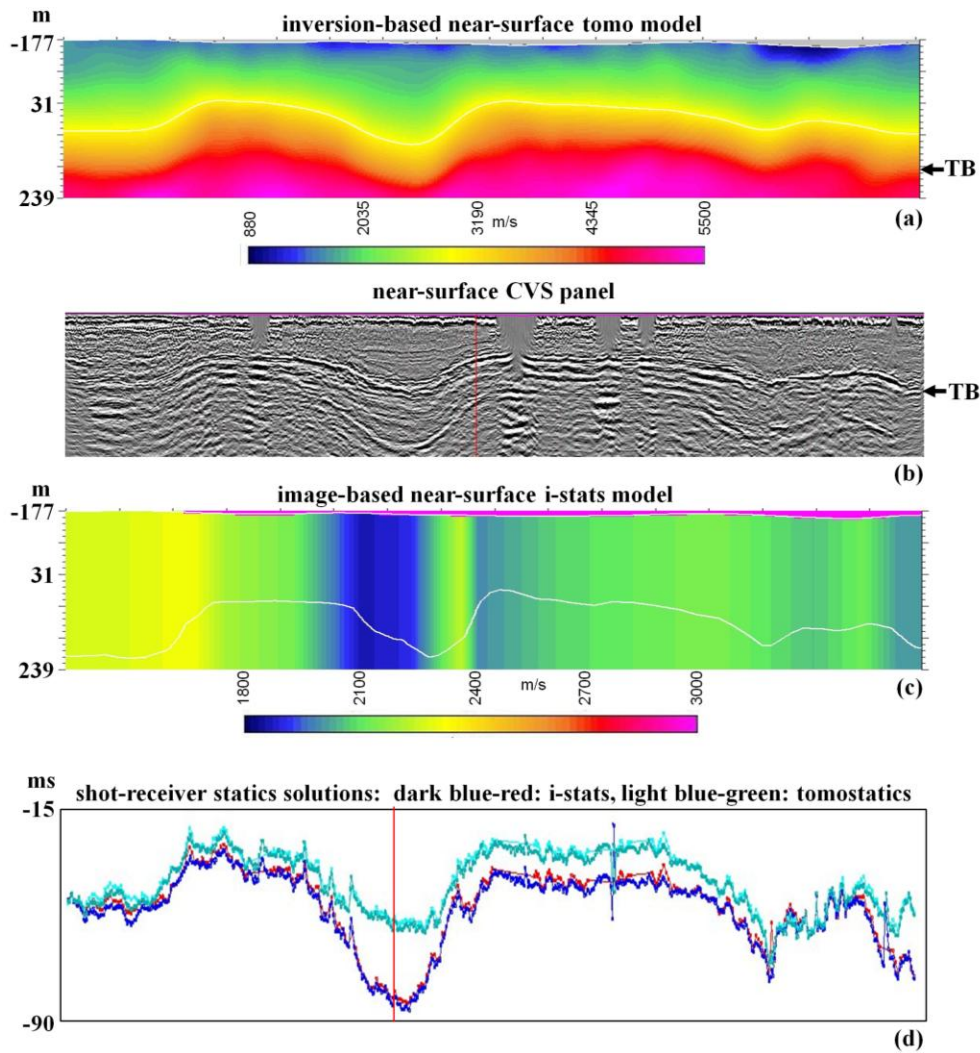 m
inversion-based near-surface tomo model
-177
31
TB
239
(a)
880 2035 3190 m/s 4345 5500
near-surface CVS panel
TB
(b)
m
image-based near-surface i-stats model
-177
31
239
(c)
1800 2100 2400 m/s 2700 3000
ms
shot-receiver statics solutions: dark blue-red: i-stats, light blue-green: tomostatics
-15
-90
(d)